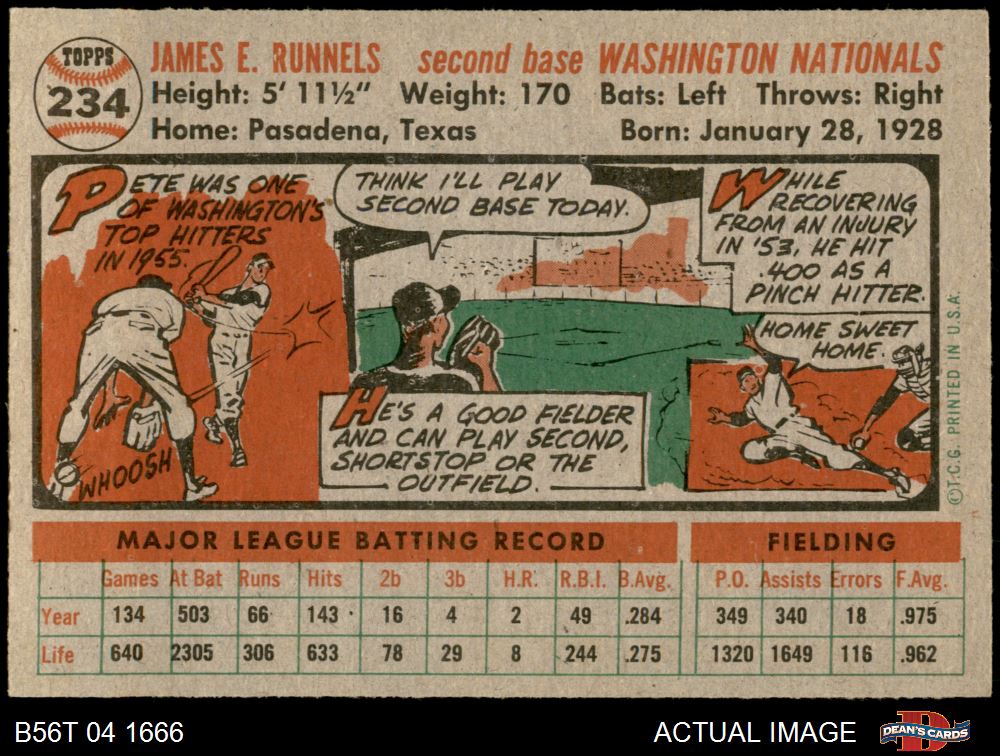 TOPPS
234
JAMES E. RUNNELS second base WASHINGTON NATIONALS
Height: 5' 11½" Weight: 170 Bats: Left Throws: Right
Home: Pasadena, Texas Born: January 28, 1928
PETE WAS ONE
OF WASHINGTON'S
TOP HITTERS
IN 1955.
WHOOSH
THINK I'LL PLAY
SECOND BASE TODAY.
HE'S A GOOD FIELDER
AND CAN PLAY SECOND,
SHORTSTOP OR THE
OUTFIELD.
WHILE
RECOVERING
FROM AN INJURY
IN '53, HE HIT
.400 AS A
PINCH HITTER.
HOME SWEET
HOME.
©T.C.G. PRINTED IN U.S.A.
MAJOR LEAGUE BATTING RECORD FIELDING
Games At Bat Runs Hits 2b 3b H.R. R.B.I. B.Avg. P.O. Assists Errors F.Avg.
Year 134 503 66 143 16 4 2 49 .284 349 340 18 .975
Life 640 2305 306 633 78 29 8 244 .275 1320 1649 116 .962
B56T 04 1666 ACTUAL IMAGE DEAN'S CARDS